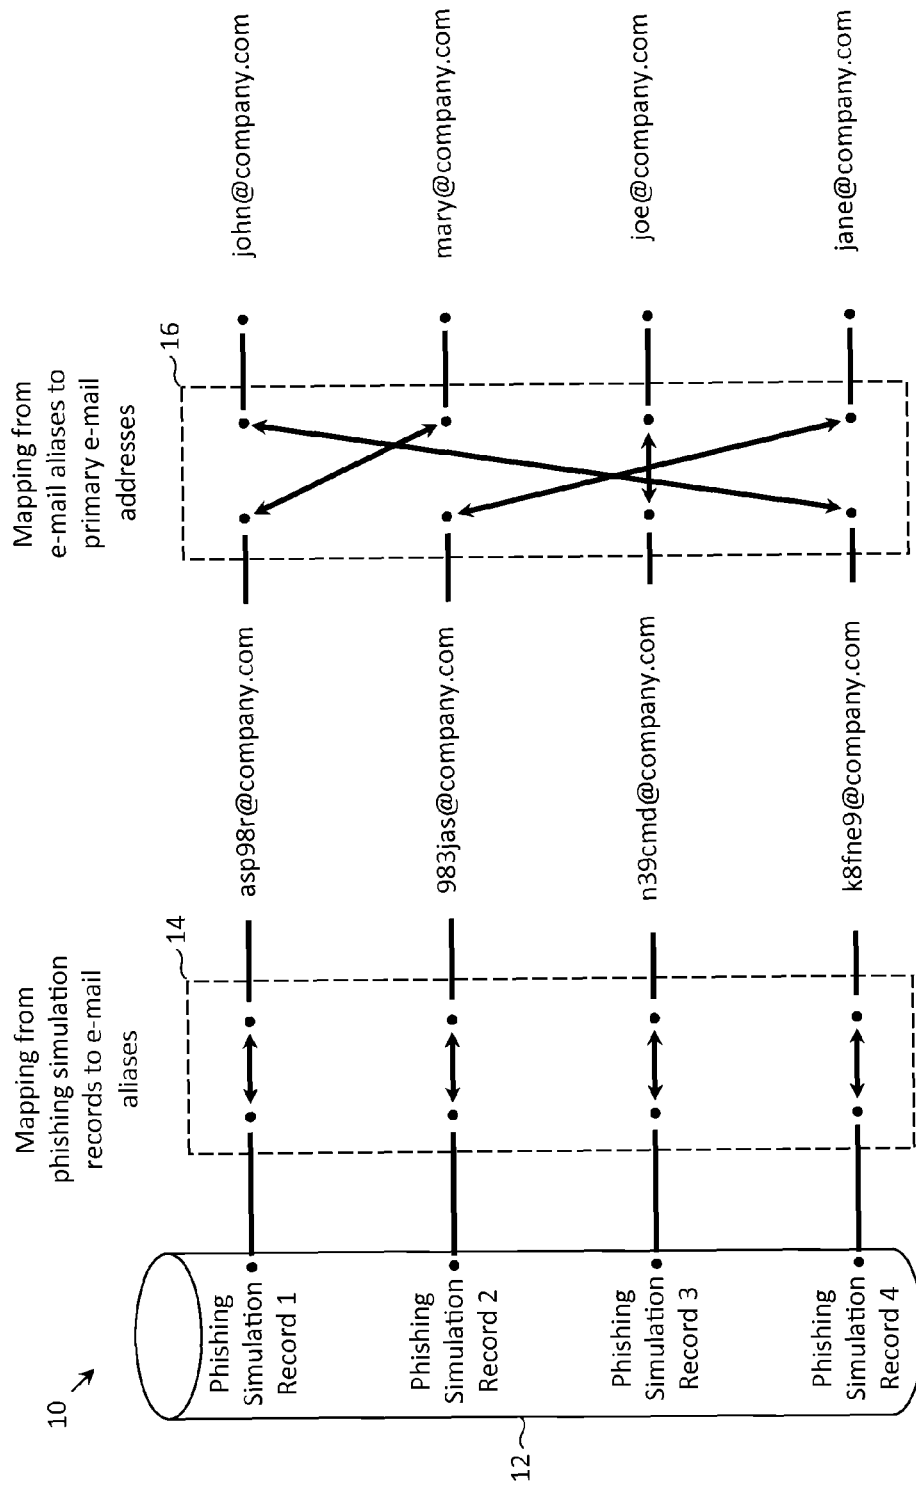 10
12
Phishing
Simulation
Record 1
Phishing
Simulation
Record 2
Phishing
Simulation
Record 3
Phishing
Simulation
Record 4
Mapping from
phishing simulation
records to e-mail
aliases
14
asp98r@company.com
983jas@company.com
n39cmd@company.com
k8fne9@company.com
Mapping from
e-mail aliases to
primary e-mail
addresses
16
john@company.com
mary@company.com
joe@company.com
jane@company.com